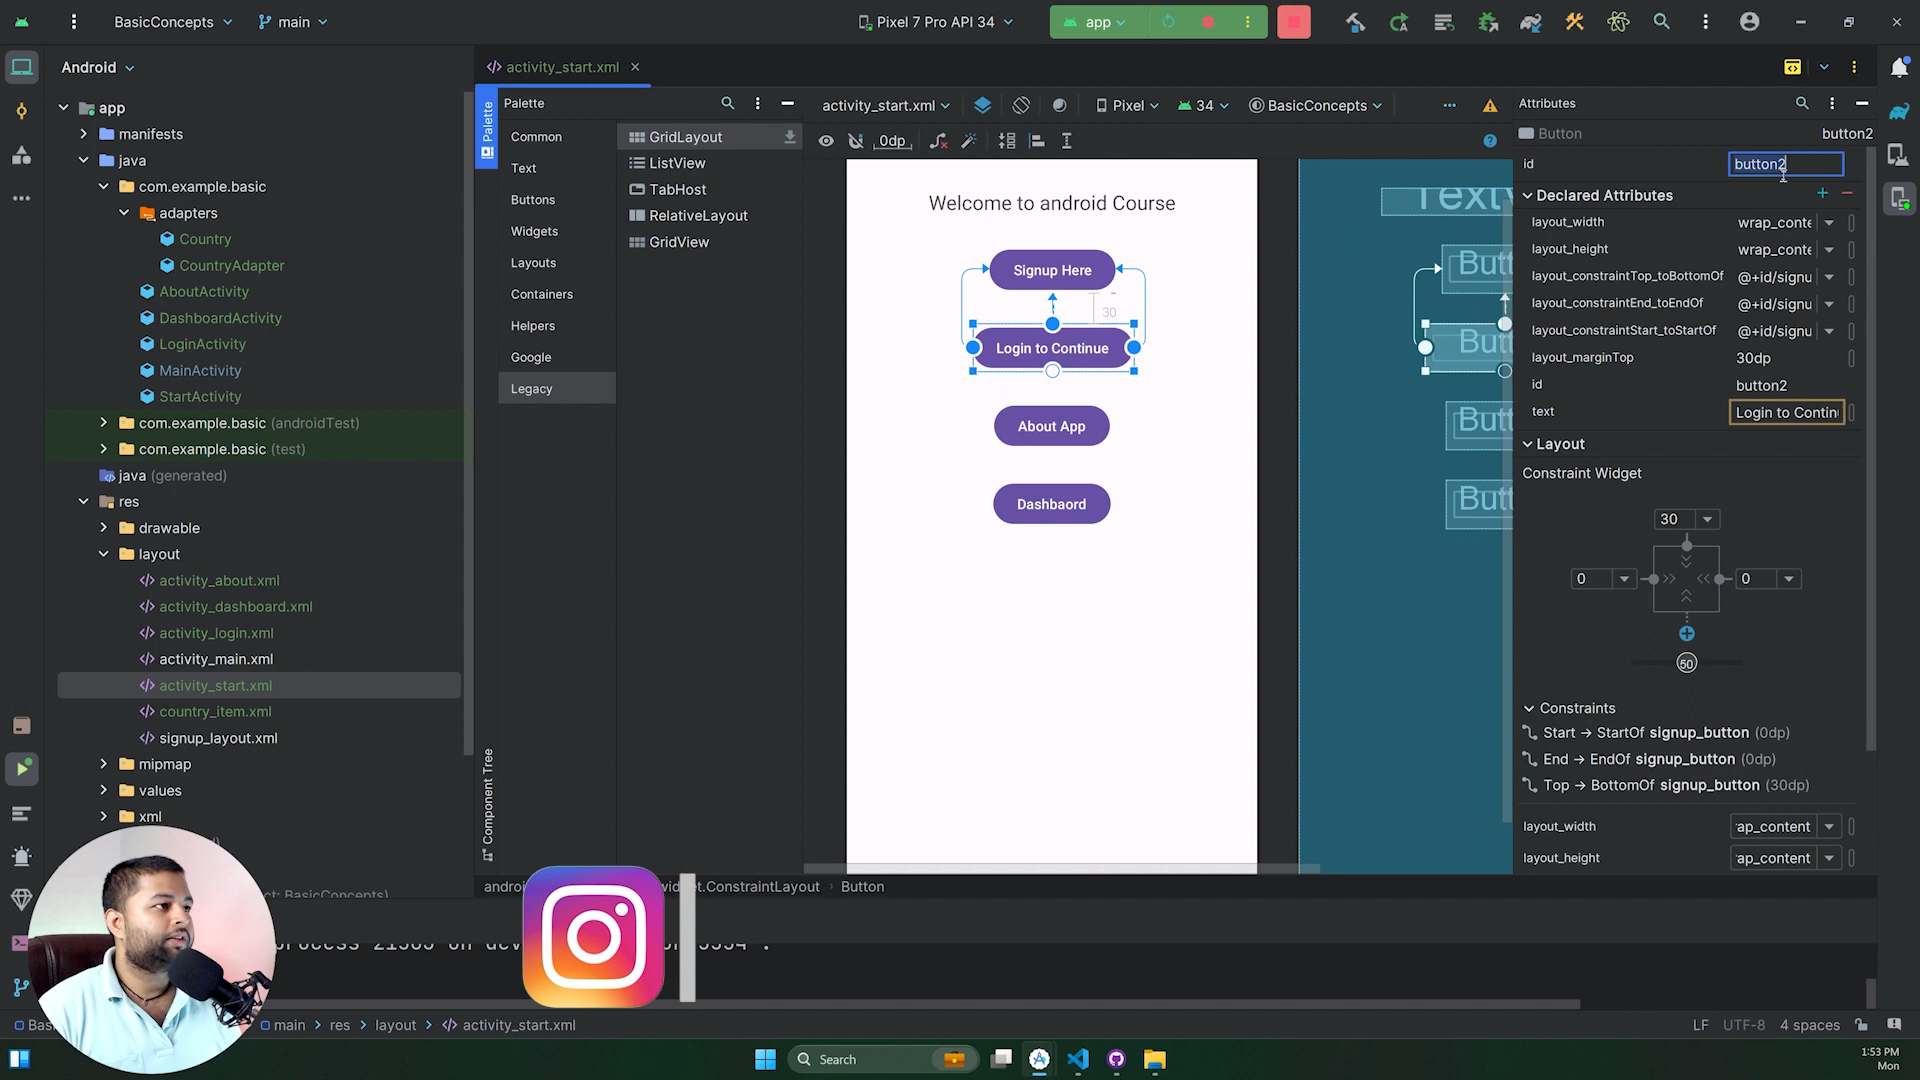 BasicConcepts
main
Pixel 7 Pro API 34
app
Android
activity_start.xml
app
manifests
java
com.example.basic
adapters
Country
CountryAdapter
AboutActivity
DashboardActivity
LoginActivity
MainActivity
StartActivity
com.example.basic (androidTest)
com.example.basic (test)
java (generated)
res
drawable
layout
activity_about.xml
activity_dashboard.xml
activity_login.xml
activity_main.xml
activity_start.xml
country_item.xml
signup_layout.xml
mipmap
values
xml
Palette
Component Tree
Palette
Common
Text
Buttons
Widgets
Layouts
Containers
Helpers
Google
Legacy
GridLayout
ListView
TabHost
RelativeLayout
GridView
activity_start.xml
Pixel
34
BasicConcepts
0dp
Welcome to android Course
Signup Here
30
Login to Continue
About App
Dashbaord
Attributes
Button
button2
id
button2
Declared Attributes
layout_width
wrap_conte
layout_height
wrap_conte
layout_constraintTop_toBottomOf
@+id/signu
layout_constraintEnd_toEndOf
@+id/signu
layout_constraintStart_toStartOf
@+id/signu
layout_marginTop
30dp
id
button2
text
Login to Contin
Layout
Constraint Widget
30
0
0
50
Constraints
Start → StartOf signup_button (0dp)
End → EndOf signup_button (0dp)
Top → BottomOf signup_button (30dp)
layout_width
ap_content
layout_height
ap_content
ConstraintLayout › Button
main › res › layout › activity_start.xml
LF UTF-8 4 spaces
Search
1:53 PM
Mon